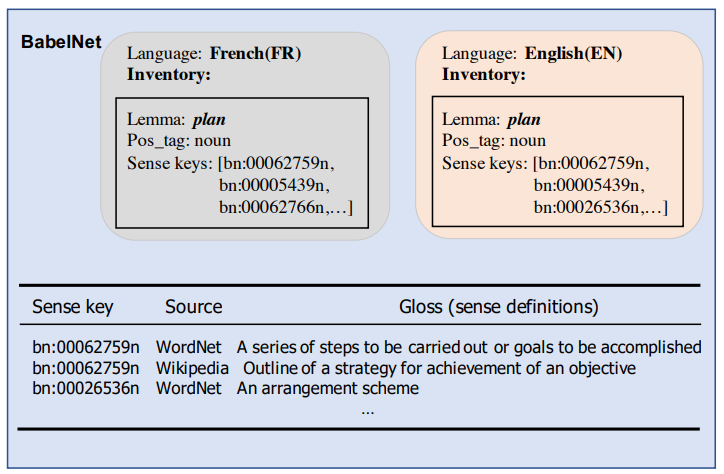 BabelNet
Language: French(FR)
Inventory:
Lemma: plan
Pos_tag: noun
Sense keys: [bn:00062759n,
bn:00005439n,
bn:00062766n,…]
Language: English(EN)
Inventory:
Lemma: plan
Pos_tag: noun
Sense keys: [bn:00062759n,
bn:00005439n,
bn:00026536n,…]
Sense key Source Gloss (sense definitions)
bn:00062759n WordNet A series of steps to be carried out or goals to be accomplished
bn:00062759n Wikipedia Outline of a strategy for achievement of an objective
bn:00026536n WordNet An arrangement scheme
…